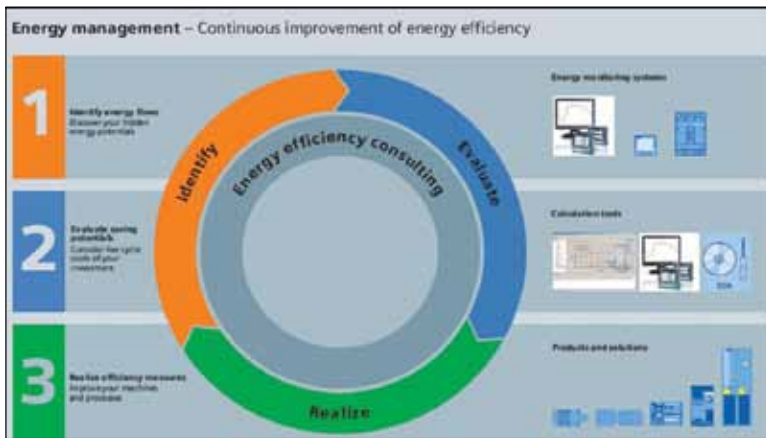 Energy management – Continuous improvement of energy efficiency
1
Identify energy flows
Discover your hidden
energy potentials
Identify
Evaluate
Energy efficiency consulting
Energy monitoring systems
2
Evaluate saving
potentials
Consider live cycle
costs of your
investment
Calculation tools
3
Realize efficiency measures
Improve your machines
and processes
Realize
Products and solutions